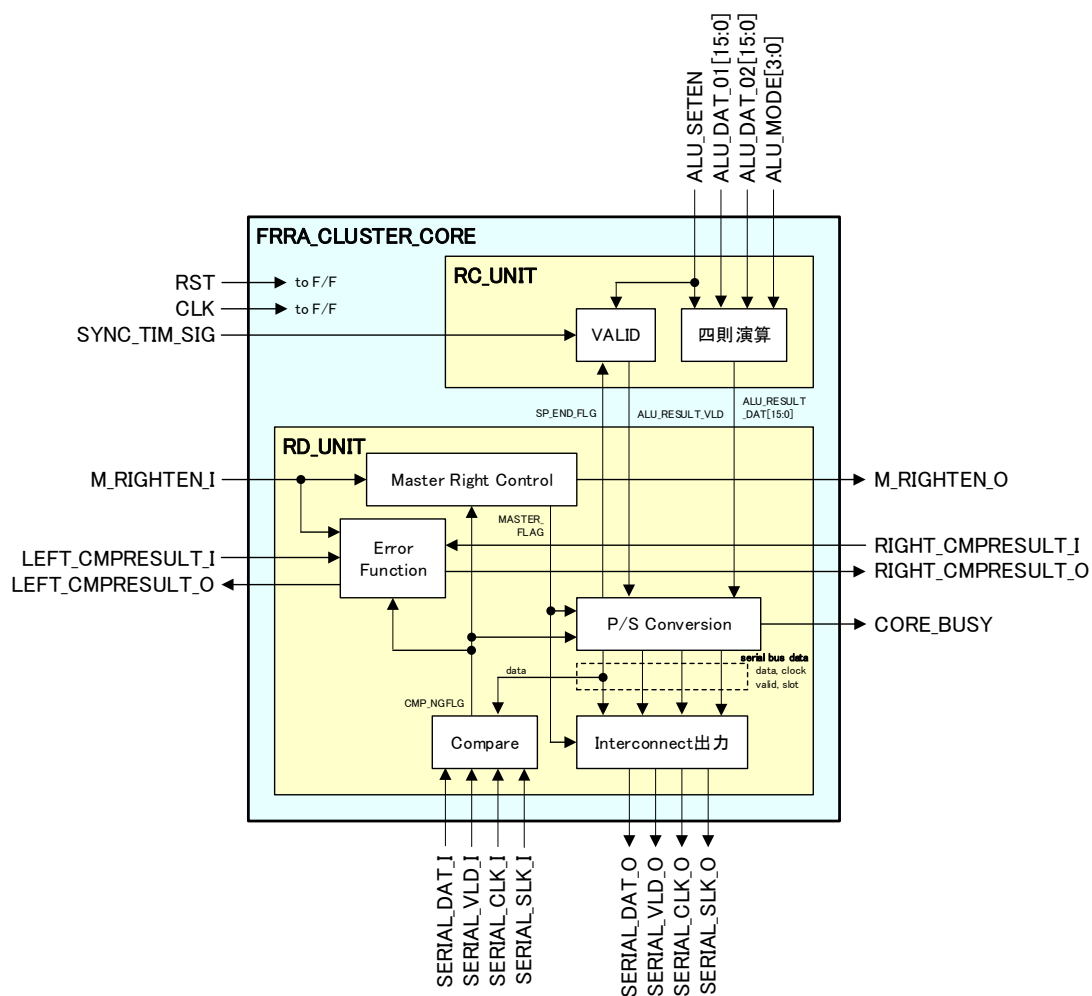 ALU_SETEN
ALU_DAT_01[15:0]
ALU_DAT_02[15:0]
ALU_MODE[3:0]
FRRA_CLUSTER_CORE
RC_UNIT
RST
to F/F
CLK
to F/F
SYNC_TIM_SIG
VALID
四則演算
SP_END_FLG
ALU_RESULT_VLD
ALU_RESULT
_DAT[15:0]
RD_UNIT
M_RIGHTEN_I
Master Right Control
M_RIGHTEN_O
MASTER_
FLAG
Error
Function
LEFT_CMPRESULT_I
LEFT_CMPRESULT_O
RIGHT_CMPRESULT_I
RIGHT_CMPRESULT_O
P/S Conversion
CORE_BUSY
serial bus data
data, clock
valid, slot
data
CMP_NGFLG
Compare
Interconnect出力
SERIAL_DAT_I
SERIAL_VLD_I
SERIAL_CLK_I
SERIAL_SLK_I
SERIAL_DAT_O
SERIAL_VLD_O
SERIAL_CLK_O
SERIAL_SLK_O